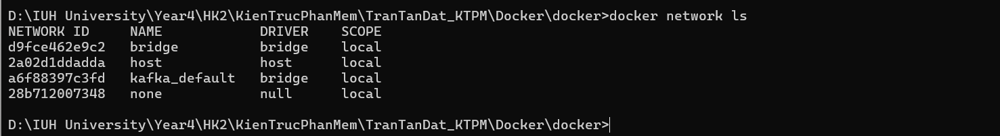 D:\IUH University\Year4\HK2\KienTrucPhanMem\TranTanDat_KTPM\Docker\docker>docker network ls
NETWORK ID     NAME            DRIVER    SCOPE
d9fce462e9c2   bridge          bridge    local
2a02d1ddadda   host            host      local
a6f88397c3fd   kafka_default   bridge    local
28b712007348   none            null      local
D:\IUH University\Year4\HK2\KienTrucPhanMem\TranTanDat_KTPM\Docker\docker>